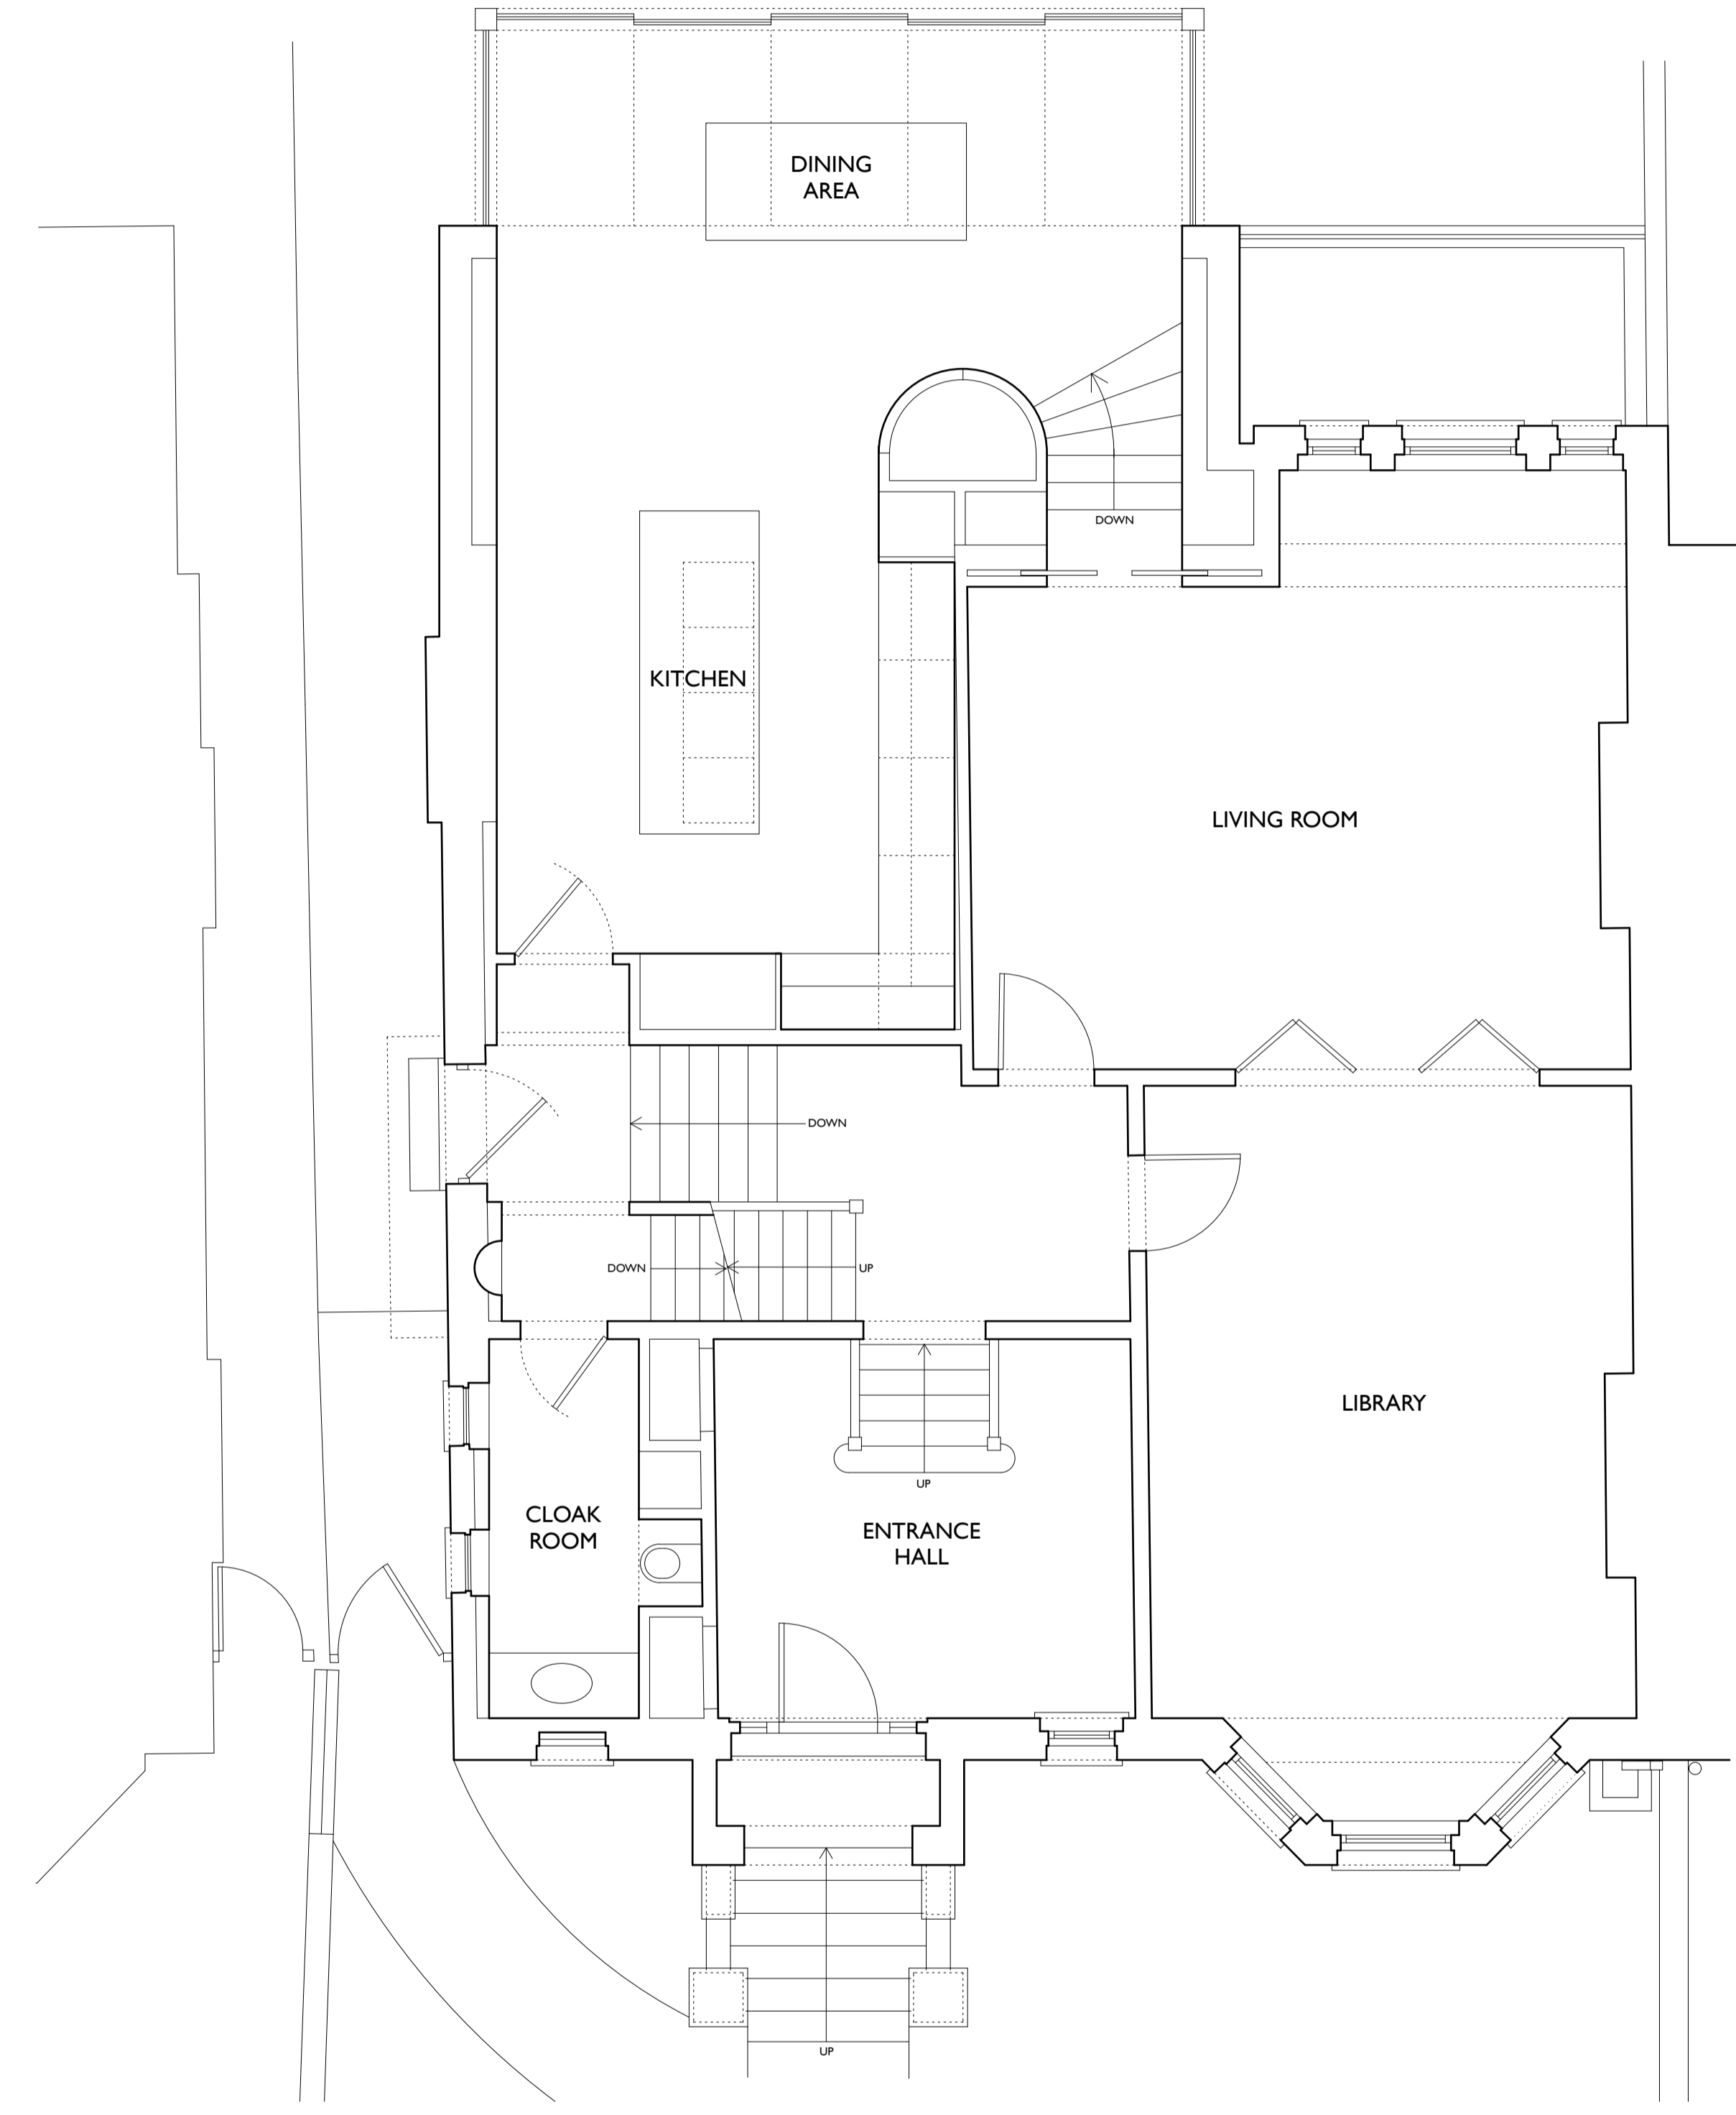 DINING
AREA
DOWN
KITCHEN
LIVING ROOM
DOWN
DOWN
UP
LIBRARY
UP
CLOAK
ROOM
ENTRANCE
HALL
UP